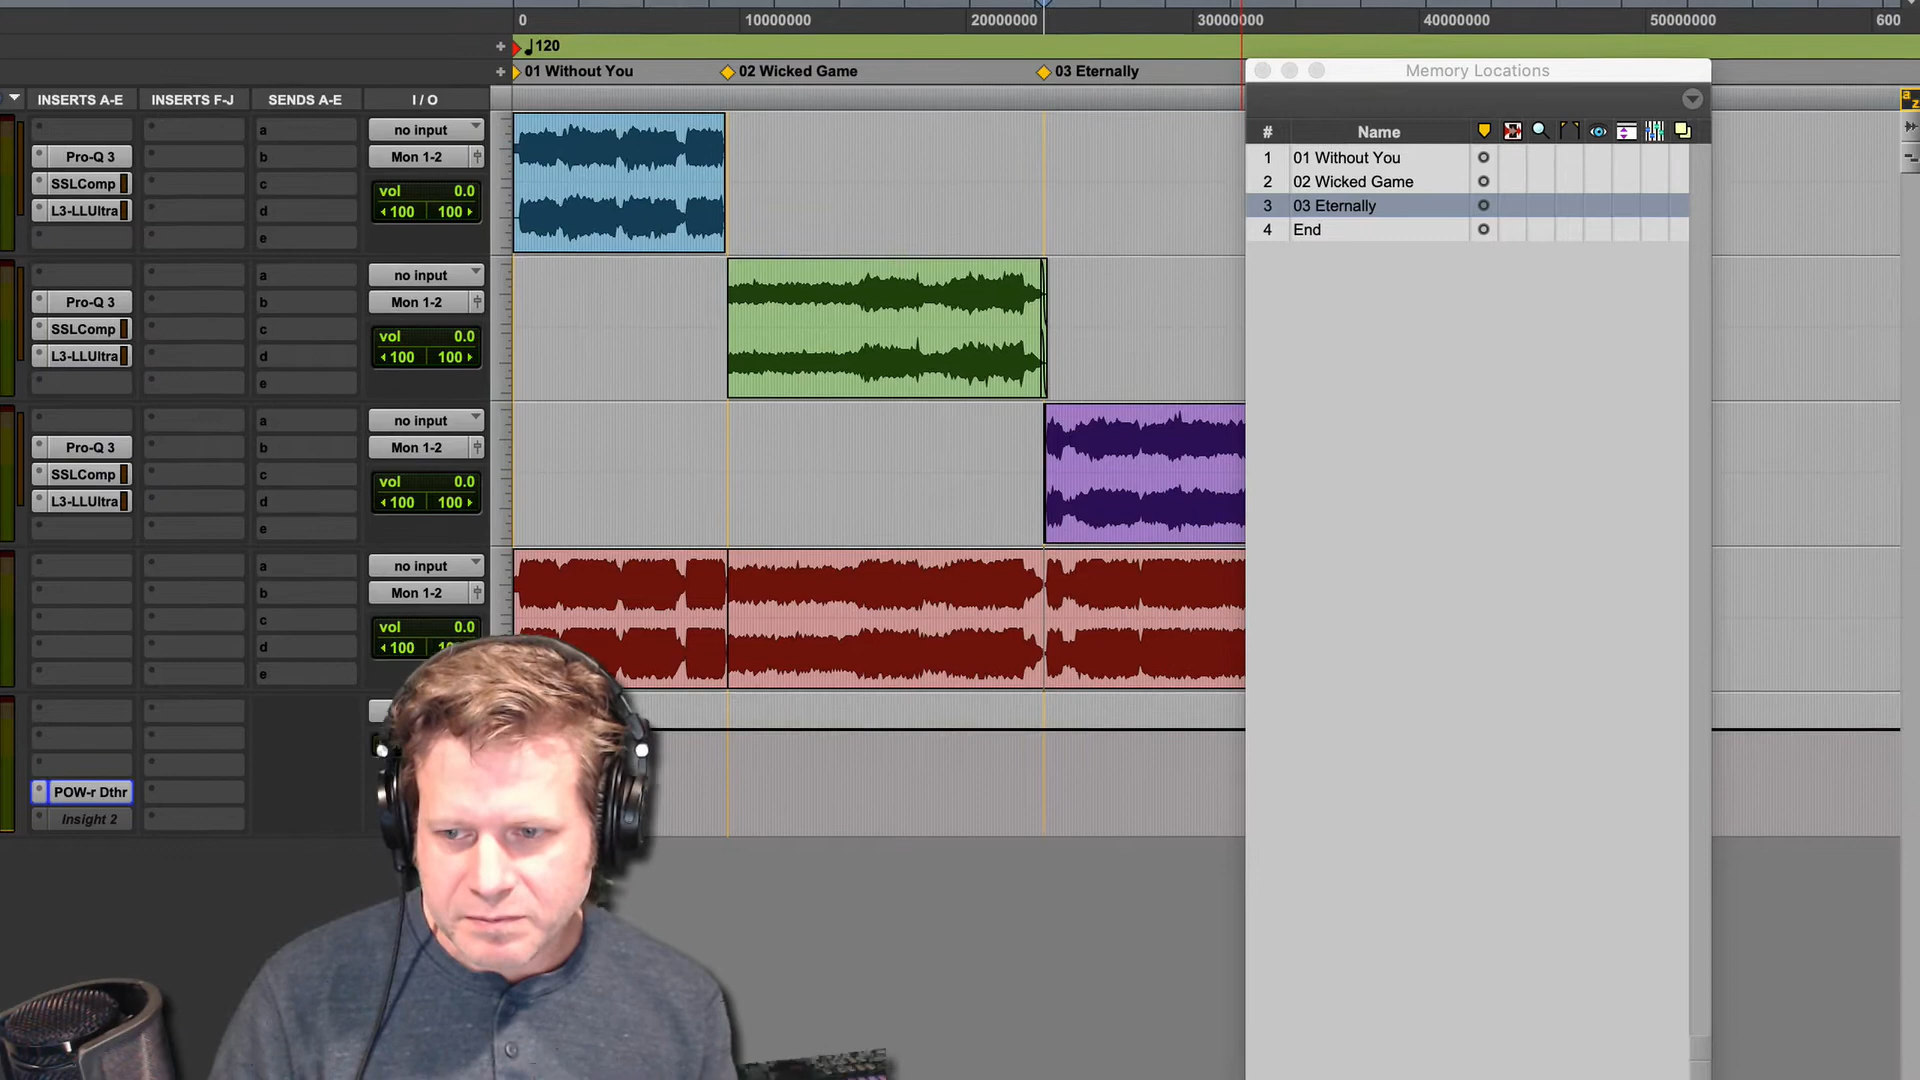 0 10000000 20000000 30000000 40000000 50000000 600
+ 120
+ 01 Without You 02 Wicked Game 03 Eternally
Memory Locations
INSERTS A-E INSERTS F-J SENDS A-E I / O
# Name
1 01 Without You
2 02 Wicked Game
3 03 Eternally
4 End
a no input
Pro-Q 3 b Mon 1-2
SSLComp c
vol 0.0
L3-LLUltra d 100 100
e
a no input
Pro-Q 3 b Mon 1-2
SSLComp c
vol 0.0
L3-LLUltra d 100 100
e
a no input
Pro-Q 3 b Mon 1-2
SSLComp c
vol 0.0
L3-LLUltra d 100 100
e
a no input
b Mon 1-2
c
vol 0.0
d 100
e
POW-r Dthr
Insight 2
a
z